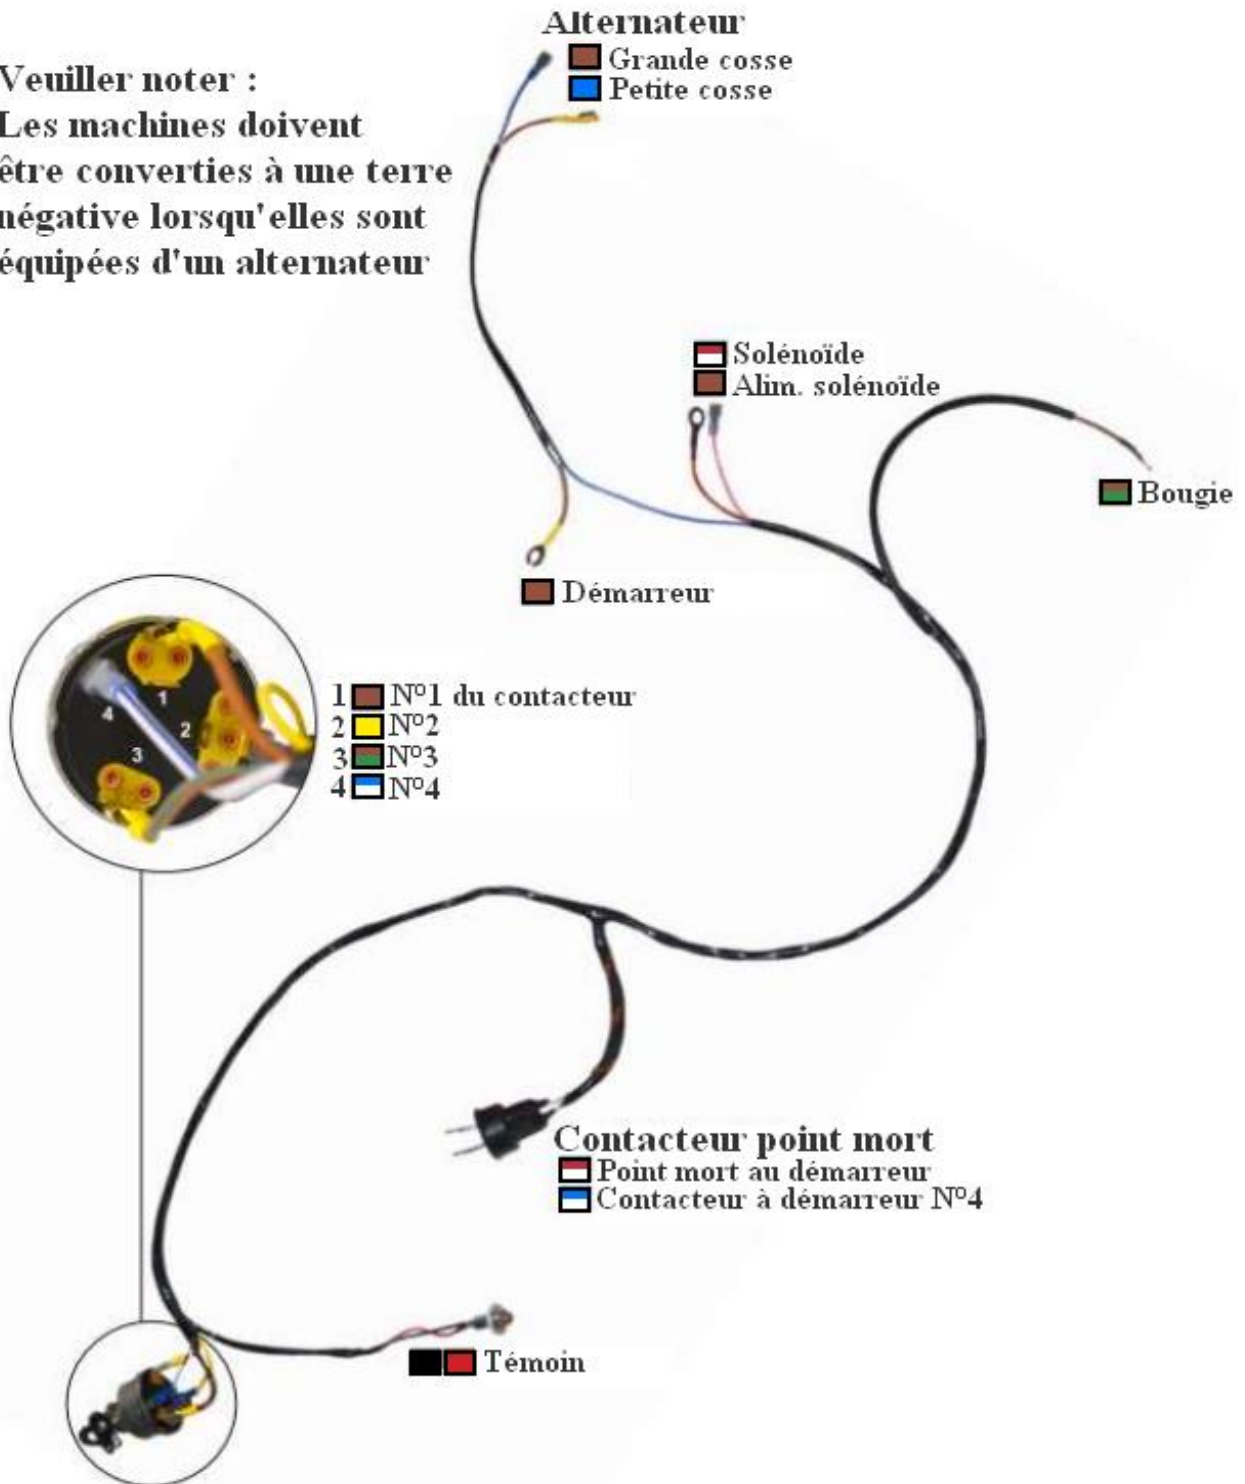 Alternateur
Grande cosse
Petite cosse
Veuiller noter :
Les machines doivent
être converties à une terre
négative lorsqu'elles sont
équipées d'un alternateur
Solénoïde
Alim. solénoïde
Bougie
Démarreur
1 N°1 du contacteur
2 N°2
3 N°3
4 N°4
1
2
3
4
Contacteur point mort
Point mort au démarreur
Contacteur à démarreur N°4
Témoin